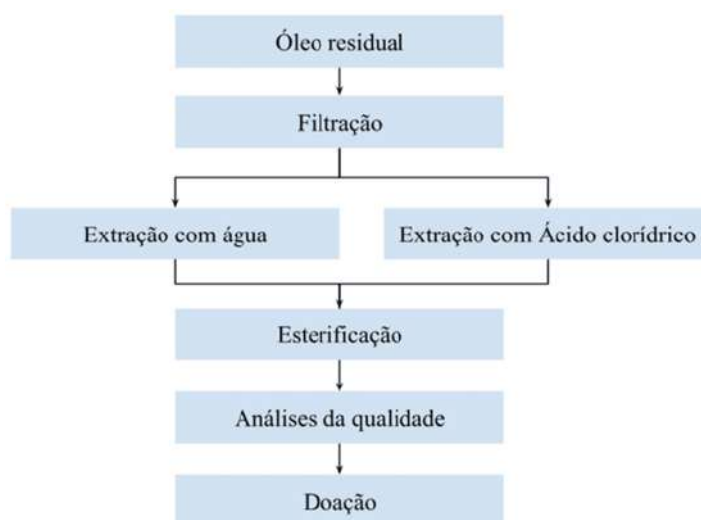 Óleo residual
Filtração
Extração com água
Extração com Ácido clorídrico
Esterificação
Análises da qualidade
Doação